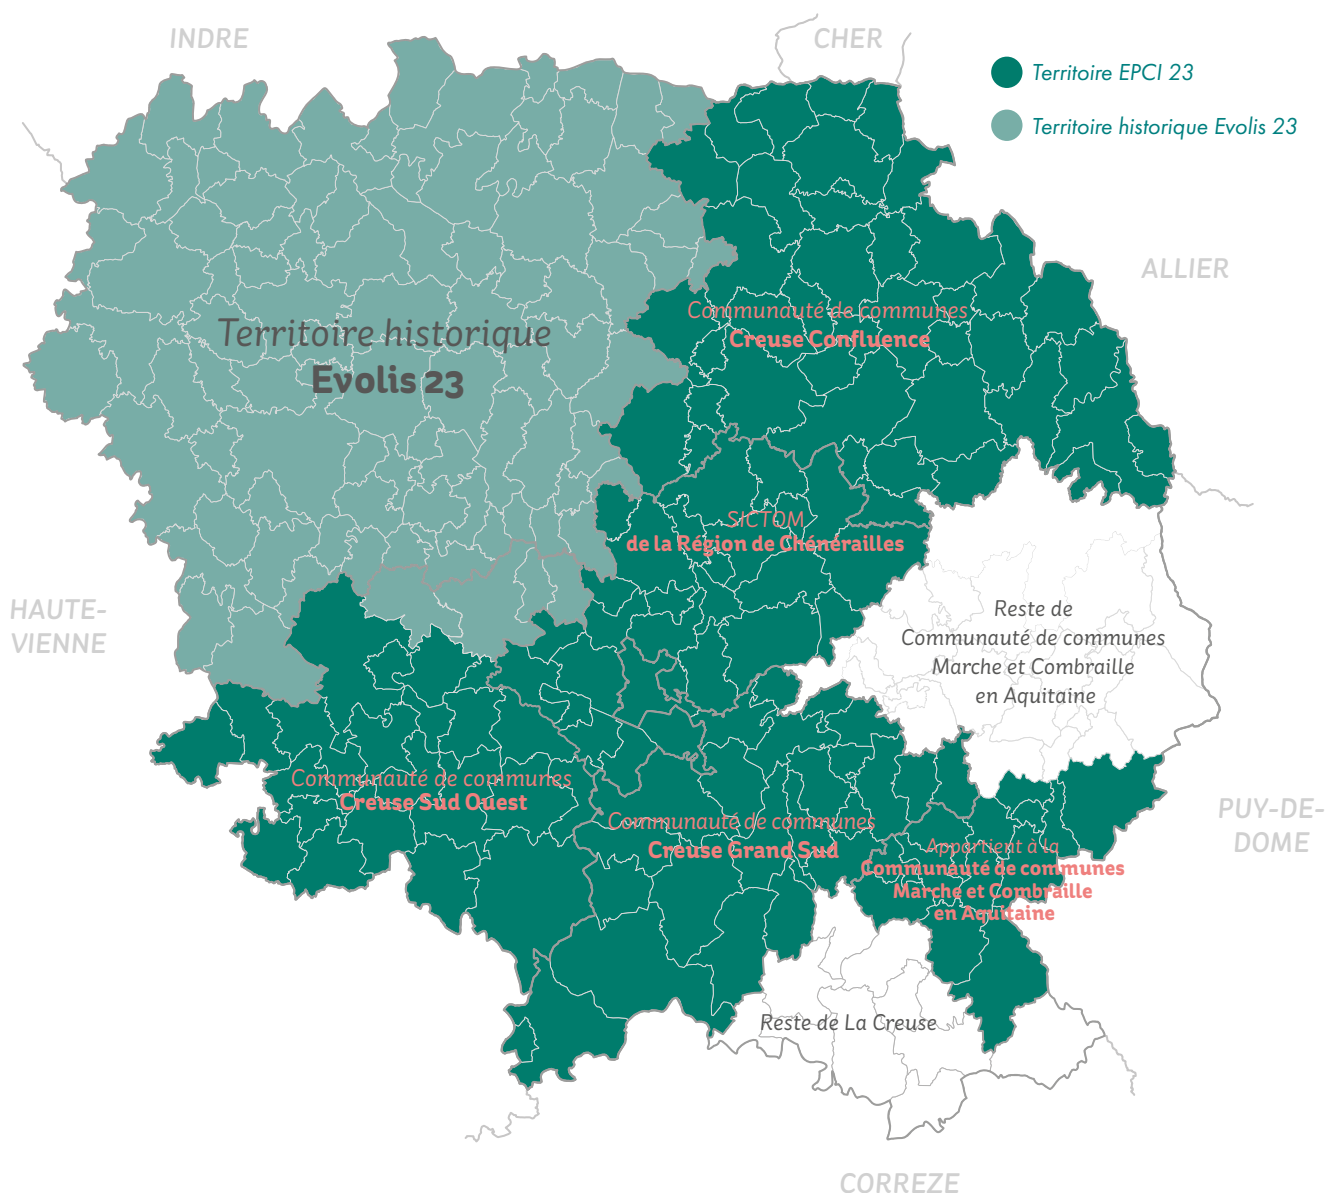 INDRE
CHER
Territoire EPCI 23
Territoire historique Evolis 23
ALLIER
Communauté de communes
Creuse Confluence
Territoire historique
Evolis 23
SICTOM
de la Région de Chénérailles
HAUTE-
VIENNE
Reste de
Communauté de communes
Marche et Combraille
en Aquitaine
Communauté de communes
Creuse Sud Ouest
Communauté de communes
Creuse Grand Sud
PUY-DE-
DOME
Appartient à la
Communauté de communes
Marche et Combraille
en Aquitaine
Reste de La Creuse
CORREZE